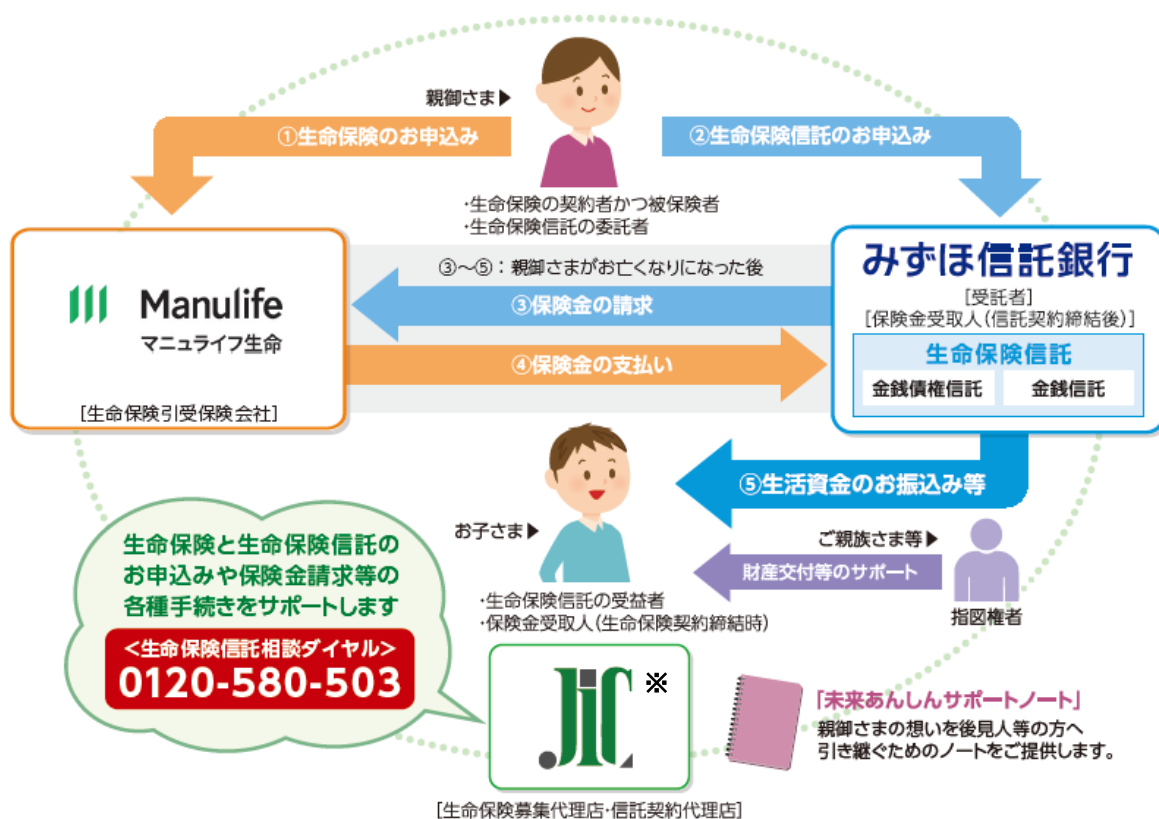 親御さま▶
①生命保険のお申込み
②生命保険信託のお申込み
・生命保険の契約者かつ被保険者
・生命保険信託の委託者
Manulife
マニュライフ生命
[生命保険引受保険会社]
③～⑤：親御さまがお亡くなりになった後
③保険金の請求
④保険金の支払い
みずほ信託銀行
[受託者]
[保険金受取人(信託契約締結後)]
生命保険信託
金銭債権信託
金銭信託
⑤生活資金のお振込み等
お子さま▶
ご親族さま等▶
財産交付等のサポート
指図権者
・生命保険信託の受益者
・保険金受取人(生命保険契約締結時)
生命保険と生命保険信託の
お申込みや保険金請求等の
各種手続きをサポートします
<生命保険信託相談ダイヤル>
0120-580-503
JiC ※
[生命保険募集代理店・信託契約代理店]
「未来あんしんサポートノート」
親御さまの想いを後見人等の方へ
引き継ぐためのノートをご提供します。